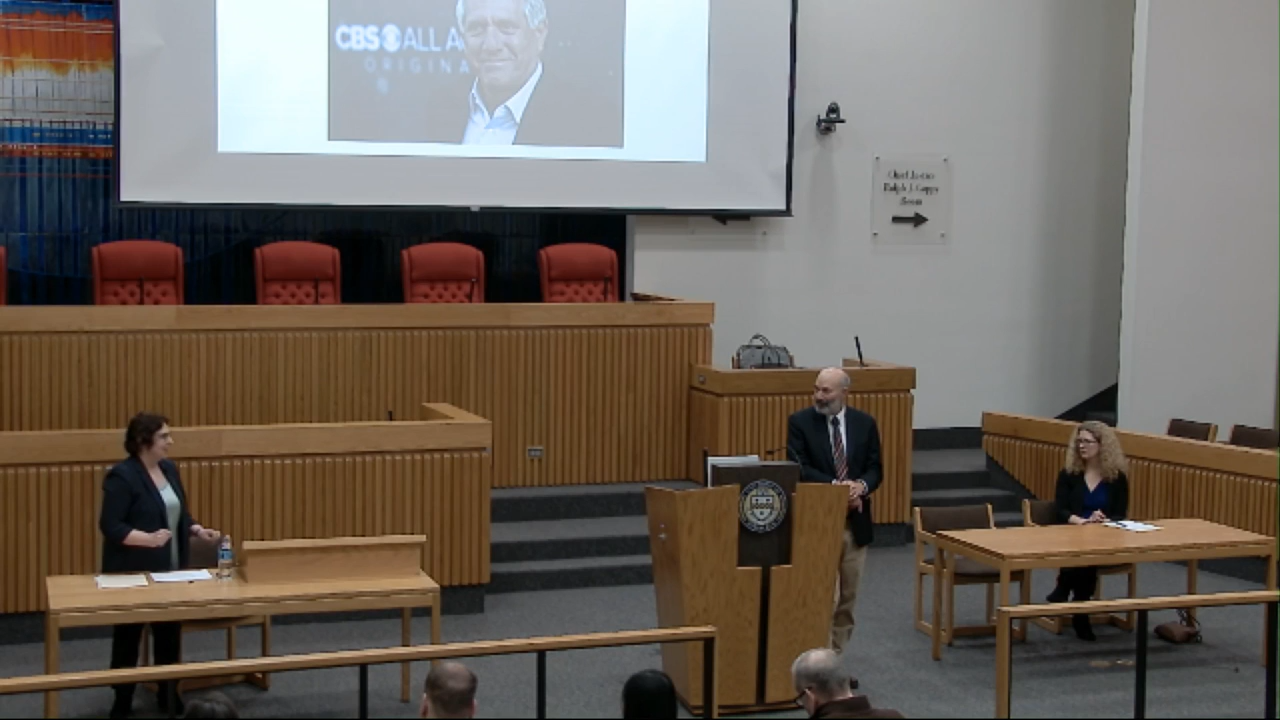 CBS ALL A
ORIGINA
Chief Justice
Ralph J. Cappy
Room